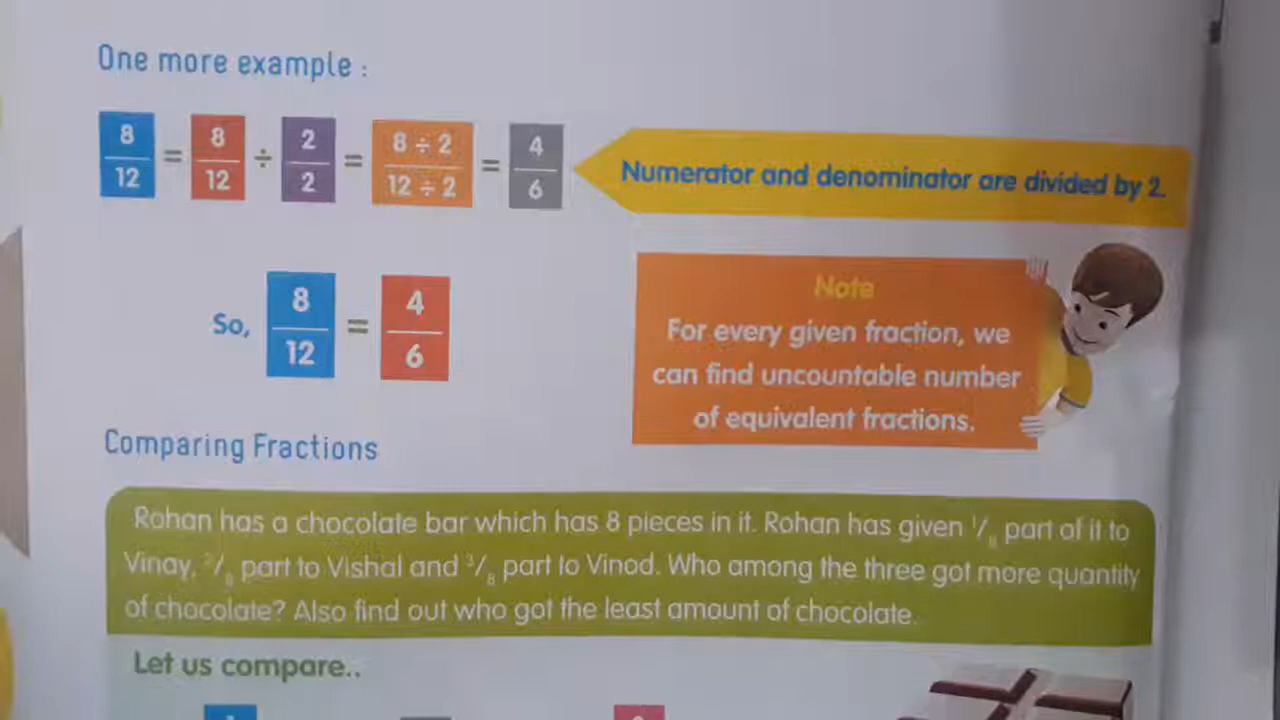 One more example :
8/12 = 8/12 ÷ 2/2 = 8 ÷ 2/12 ÷ 2 = 4/6
Numerator and denominator are divided by 2.
So, 8/12 = 4/6
Note
For every given fraction, we
can find uncountable number
of equivalent fractions.
Comparing Fractions
Rohan has a chocolate bar which has 8 pieces in it. Rohan has given 1/8 part of it to
Vinay, 2/8 part to Vishal and 3/8 part to Vinod. Who among the three got more quantity
of chocolate? Also find out who got the least amount of chocolate.
Let us compare..